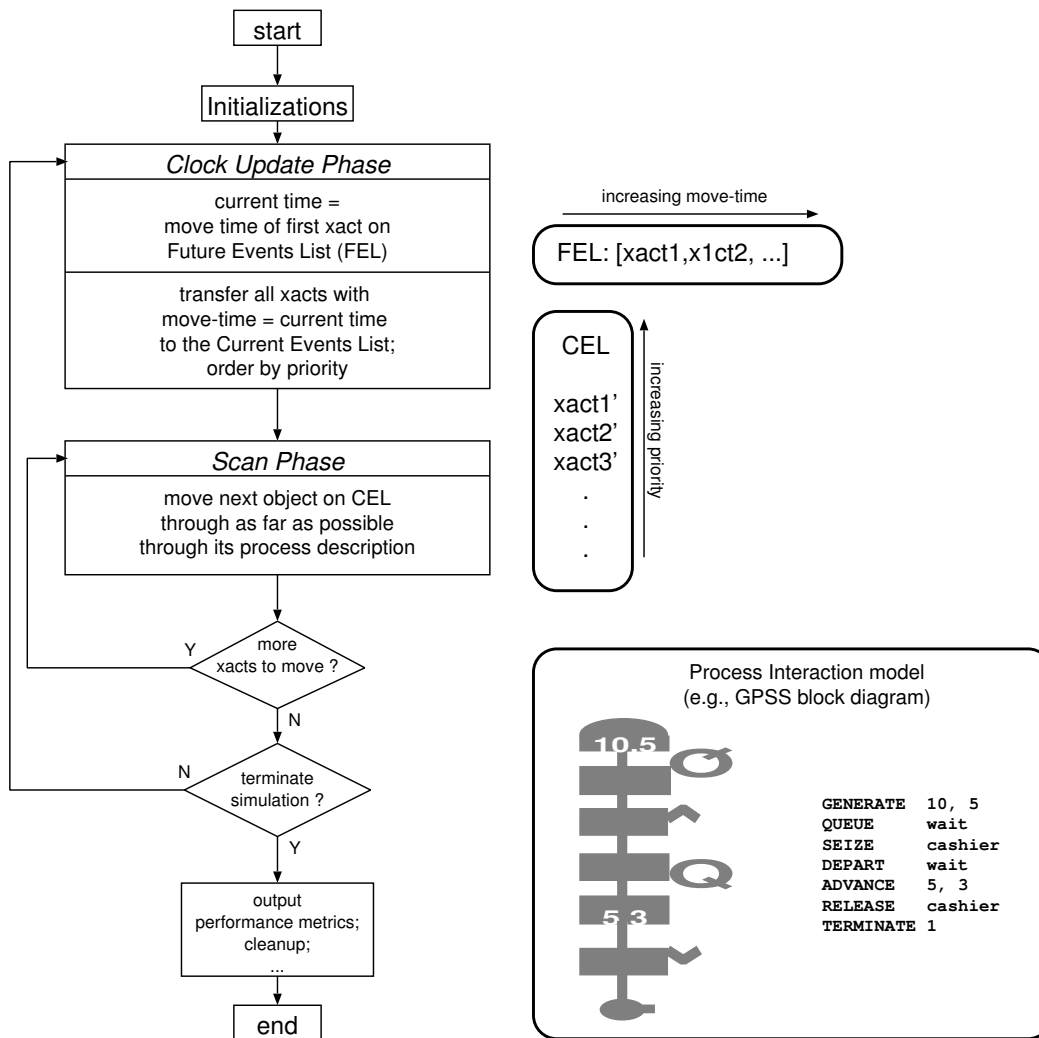 start
Initializations
Clock Update Phase
current time =
move time of first xact on
Future Events List (FEL)
transfer all xacts with
move-time = current time
to the Current Events List;
order by priority
Scan Phase
move next object on CEL
through as far as possible
through its process description
more
xacts to move ?
Y
N
terminate
simulation ?
N
Y
output
performance metrics;
cleanup;
...
end
increasing move-time
FEL: [xact1,x1ct2, ...]
CEL
xact1'
xact2'
xact3'
.
.
.
increasing priority
Process Interaction model
(e.g., GPSS block diagram)
10.5
Q
Q
5 3
GENERATE 10, 5
QUEUE wait
SEIZE cashier
DEPART wait
ADVANCE 5, 3
RELEASE cashier
TERMINATE 1